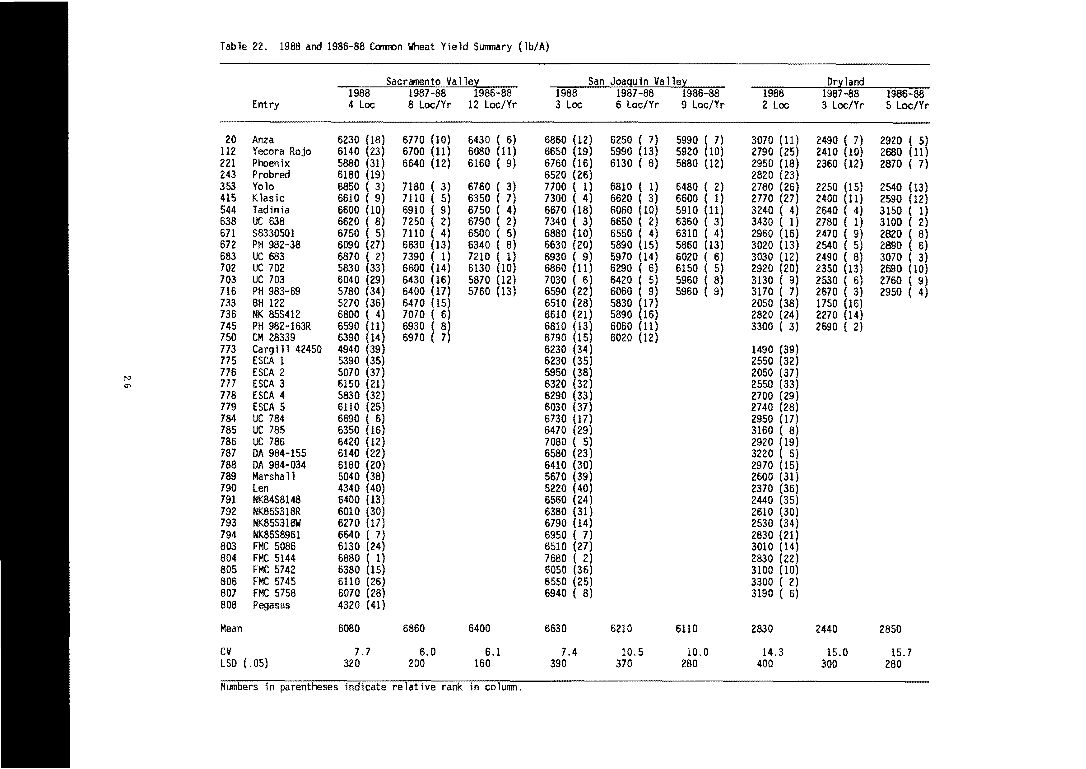 Table 22. 1988 and 1986-88 Common Wheat Yield Summary (lb/A)
Sacramento Valley San Joaquin Valley Dryland
1988 1987-88 1986-88 1988 1987-88 1986-88 1988 1987-88 1986-88
Entry 4 Loc 8 Loc/Yr 12 Loc/Yr 3 Loc 6 Loc/Yr 9 Loc/Yr 2 Loc 3 Loc/Yr 5 Loc/Yr
20 Anza 6230 (18) 6770 (10) 6430 ( 6) 6860 (12) 6250 ( 7) 5990 ( 7) 3070 (11) 2490 ( 7) 2920 ( 5)
112 Yecora Rojo 6140 (23) 6700 (11) 6080 (11) 6650 (19) 5990 (13) 5920 (10) 2790 (25) 2410 (10) 2680 (11)
221 Phoenix 5880 (31) 6640 (12) 6160 ( 9) 6760 (16) 6130 ( 8) 5880 (12) 2950 (18) 2360 (12) 2870 ( 7)
243 Probred 6180 (19) 6520 (26) 2820 (23)
353 Yolo 6850 ( 3) 7180 ( 3) 6780 ( 3) 7700 ( 1) 6810 ( 1) 6480 ( 2) 2780 (26) 2250 (15) 2540 (13)
415 Klasic 6610 ( 9) 7110 ( 5) 6350 ( 7) 7300 ( 4) 6620 ( 3) 6600 ( 1) 2770 (27) 2400 (11) 2590 (12)
544 Tadinia 6600 (10) 6910 ( 9) 6750 ( 4) 6670 (18) 6060 (10) 5910 (11) 3240 ( 4) 2640 ( 4) 3150 ( 1)
638 UC 638 6620 ( 8) 7250 ( 2) 6790 ( 2) 7340 ( 3) 6650 ( 2) 6360 ( 3) 3430 ( 1) 2780 ( 1) 3100 ( 2)
671 S8330501 6750 ( 5) 7110 ( 4) 6500 ( 5) 6880 (10) 6550 ( 4) 6310 ( 4) 2960 (16) 2470 ( 9) 2820 ( 8)
672 PH 982-38 6090 (27) 6630 (13) 6340 ( 8) 6630 (20) 5890 (15) 5860 (13) 3020 (13) 2540 ( 5) 2890 ( 6)
683 UC 683 6870 ( 2) 7390 ( 1) 7210 ( 1) 6930 ( 9) 5970 (14) 6020 ( 6) 3030 (12) 2490 ( 8) 3070 ( 3)
702 UC 702 5830 (33) 6600 (14) 6130 (10) 6860 (11) 6290 ( 6) 6150 ( 5) 2920 (20) 2350 (13) 2690 (10)
703 UC 703 6040 (29) 6430 (16) 5870 (12) 7030 ( 6) 6420 ( 5) 5960 ( 8) 3130 ( 9) 2530 ( 6) 2760 ( 9)
716 PH 983-69 5780 (34) 6400 (17) 5760 (13) 6590 (22) 6060 ( 9) 5960 ( 9) 3170 ( 7) 2670 ( 3) 2950 ( 4)
733 BH 122 5270 (36) 6470 (15) 6510 (28) 5830 (17) 2050 (38) 1750 (16)
736 NK 85S412 6800 ( 4) 7070 ( 6) 6610 (21) 5890 (16) 2820 (24) 2270 (14)
745 PH 982-163R 6590 (11) 6930 ( 8) 6810 (13) 6060 (11) 3300 ( 3) 2690 ( 2)
750 CM 28339 6390 (14) 6970 ( 7) 6790 (15) 6020 (12)
773 Cargill 42450 4940 (39) 6230 (34) 1490 (39)
775 ESCA 1 5390 (35) 6230 (35) 2550 (32)
776 ESCA 2 5070 (37) 5950 (38) 2050 (37)
777 ESCA 3 6150 (21) 6320 (32) 2550 (33)
778 ESCA 4 5830 (32) 6290 (33) 2700 (29)
779 ESCA 5 6110 (25) 6030 (37) 2740 (28)
784 UC 784 6690 ( 6) 6730 (17) 2950 (17)
785 UC 785 6350 (16) 6470 (29) 3160 ( 8)
786 UC 786 6420 (12) 7080 ( 5) 2920 (19)
787 DA 984-155 6140 (22) 6580 (23) 3220 ( 5)
788 DA 984-034 6180 (20) 6410 (30) 2970 (15)
789 Marshall 5040 (38) 5670 (39) 2600 (31)
790 Len 4340 (40) 5220 (40) 2370 (36)
791 NK84S8148 6400 (13) 6560 (24) 2440 (35)
792 NK85S318R 6010 (30) 6380 (31) 2610 (30)
793 NK85S318W 6270 (17) 6790 (14) 2530 (34)
794 NK85S8961 6640 ( 7) 6950 ( 7) 2830 (21)
803 FMC 5086 6130 (24) 6510 (27) 3010 (14)
804 FMC 5144 6880 ( 1) 7680 ( 2) 2830 (22)
805 FMC 5742 6380 (15) 6050 (36) 3100 (10)
806 FMC 5745 6110 (26) 6550 (25) 3300 ( 2)
807 FMC 5758 6070 (28) 6940 ( 8) 3190 ( 6)
808 Pegasus 4320 (41)
Mean 6080 6860 6400 6630 6210 6110 2830 2440 2850
CV 7.7 6.0 6.1 7.4 10.5 10.0 14.3 15.0 15.7
LSD (.05) 320 200 160 390 370 280 400 300 280
Numbers in parentheses indicate relative rank in column.
26